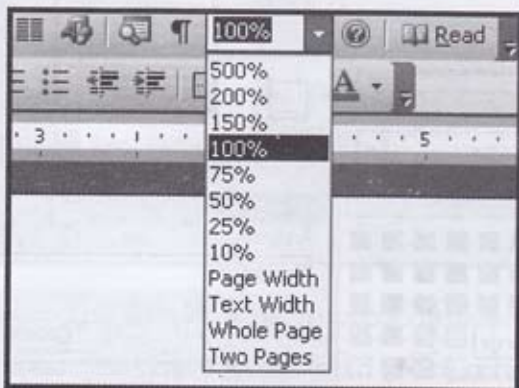 100% Read
A
3 5
500%
200%
150%
100%
75%
50%
25%
10%
Page Width
Text Width
Whole Page
Two Pages